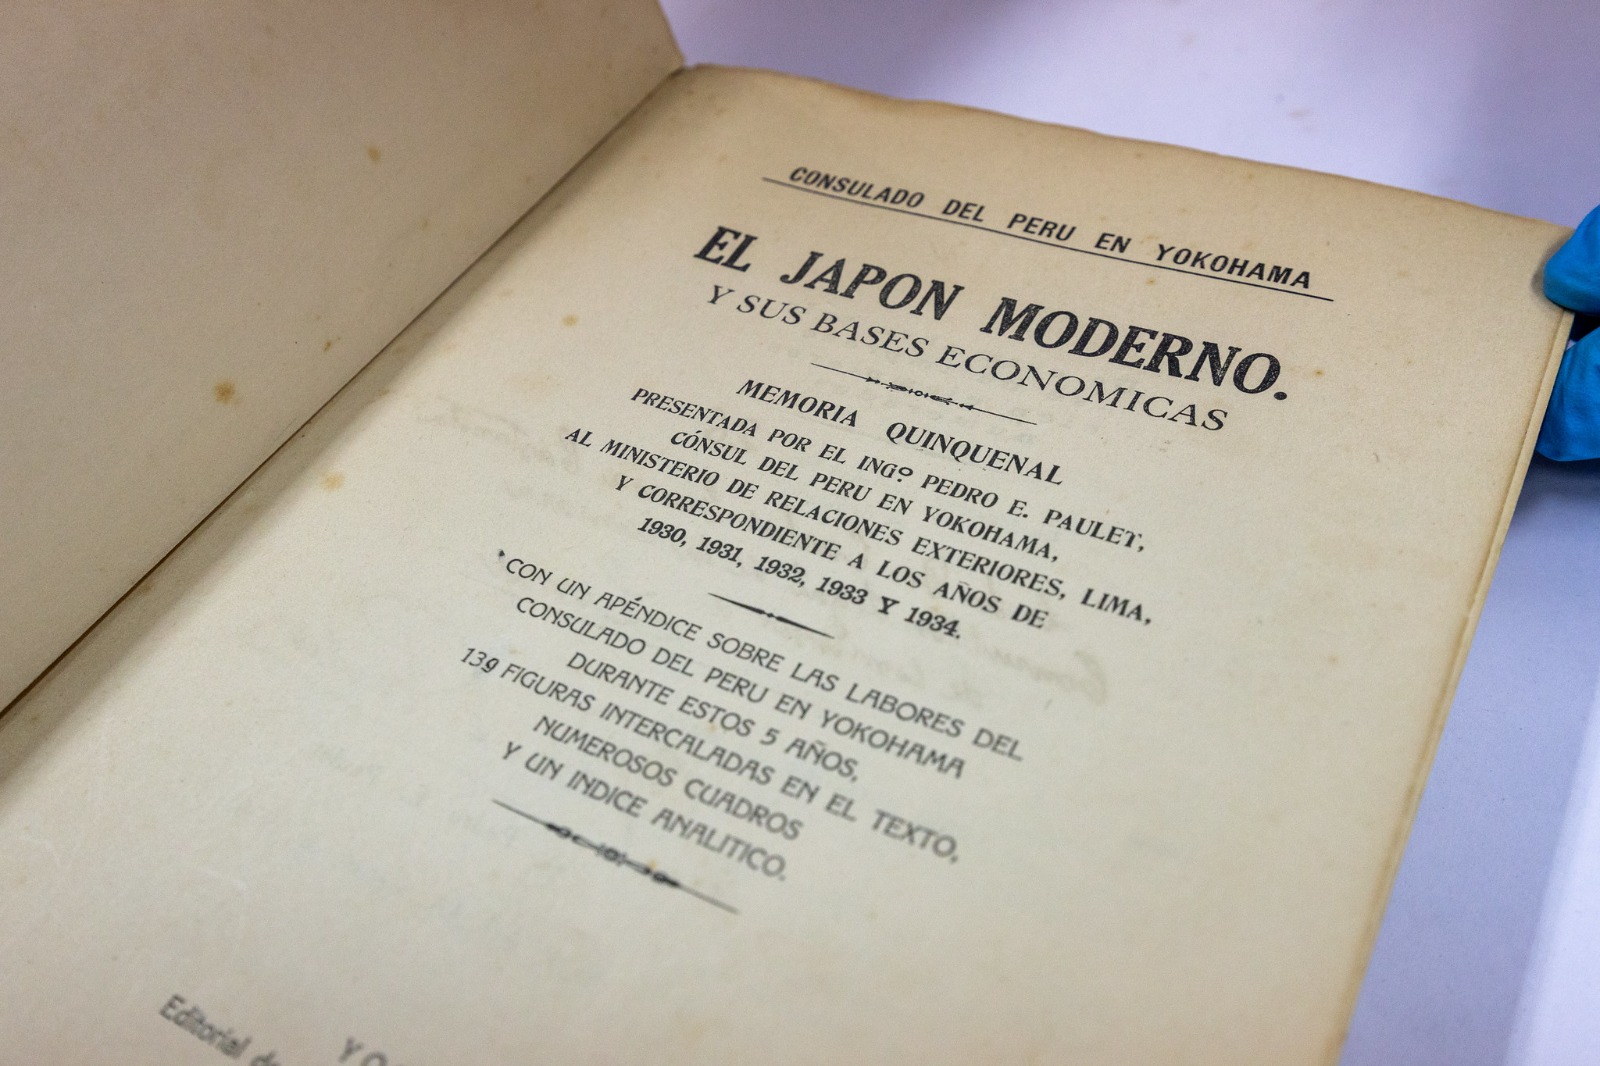 CONSULADO DEL PERU EN YOKOHAMA
EL JAPON MODERNO.
Y SUS BASES ECONOMICAS
MEMORIA QUINQUENAL
PRESENTADA POR EL INGº PEDRO E. PAULET,
CÓNSUL DEL PERU EN YOKOHAMA,
AL MINISTERIO DE RELACIONES EXTERIORES, LIMA,
Y CORRESPONDIENTE A LOS AÑOS DE
1930, 1931, 1932, 1933 Y 1934.
CON UN APÉNDICE SOBRE LAS LABORES DEL
CONSULADO DEL PERU EN YOKOHAMA
DURANTE ESTOS 5 AÑOS,
139 FIGURAS INTERCALADAS EN EL TEXTO,
NUMEROSOS CUADROS
Y UN INDICE ANALITICO.
Editorial